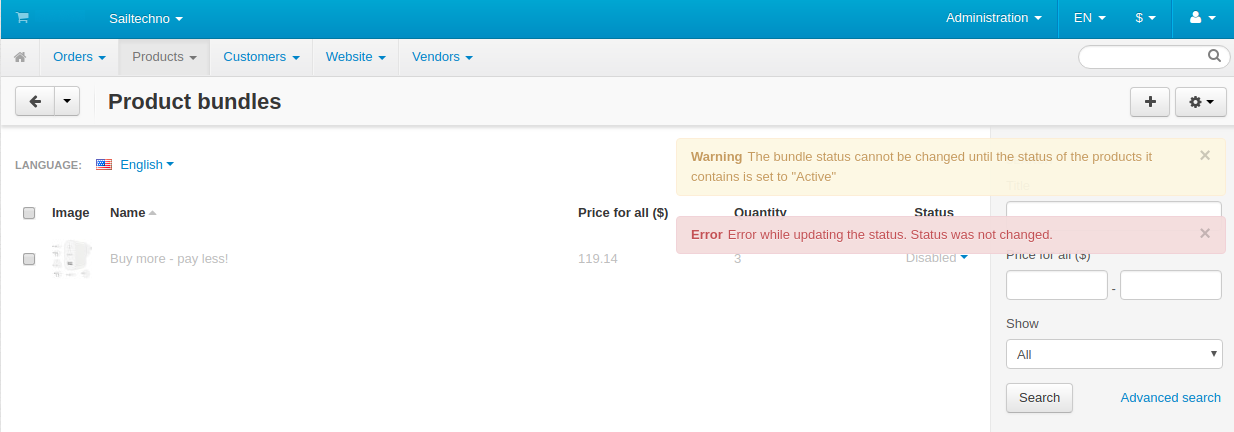 Sailtechno
Administration EN $
Orders Products Customers Website Vendors
Product bundles
Warning The bundle status cannot be changed until the status of the products it
contains is set to "Active"
LANGUAGE: English
Image Name Price for all ($) Quantity Status
Error Error while updating the status. Status was not changed.
Price for all ($)
Buy more - pay less! 119.14 3 Disabled
-
Show
All
Search Advanced search